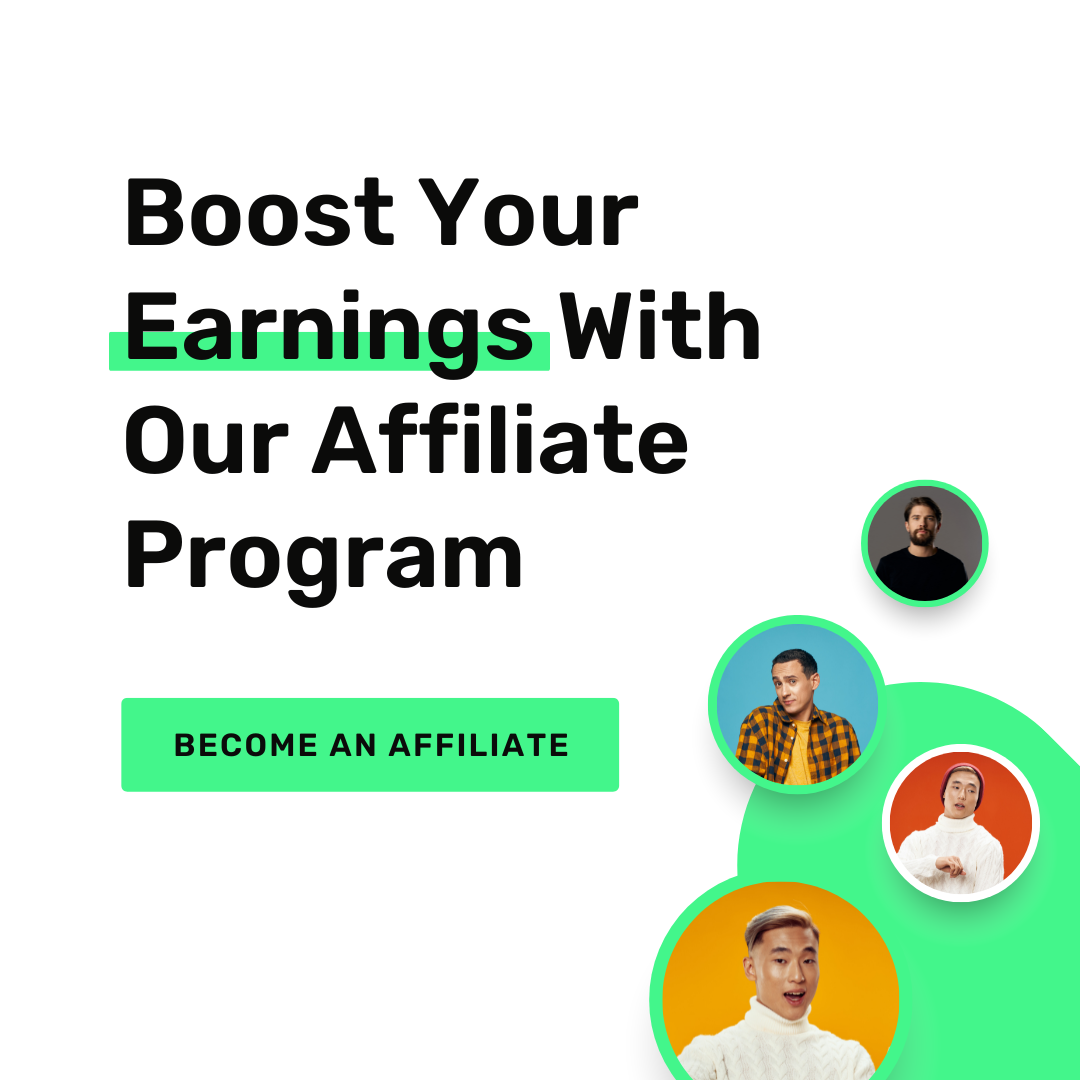 Boost Your
Earnings With
Our Affiliate
Program
BECOME AN AFFILIATE